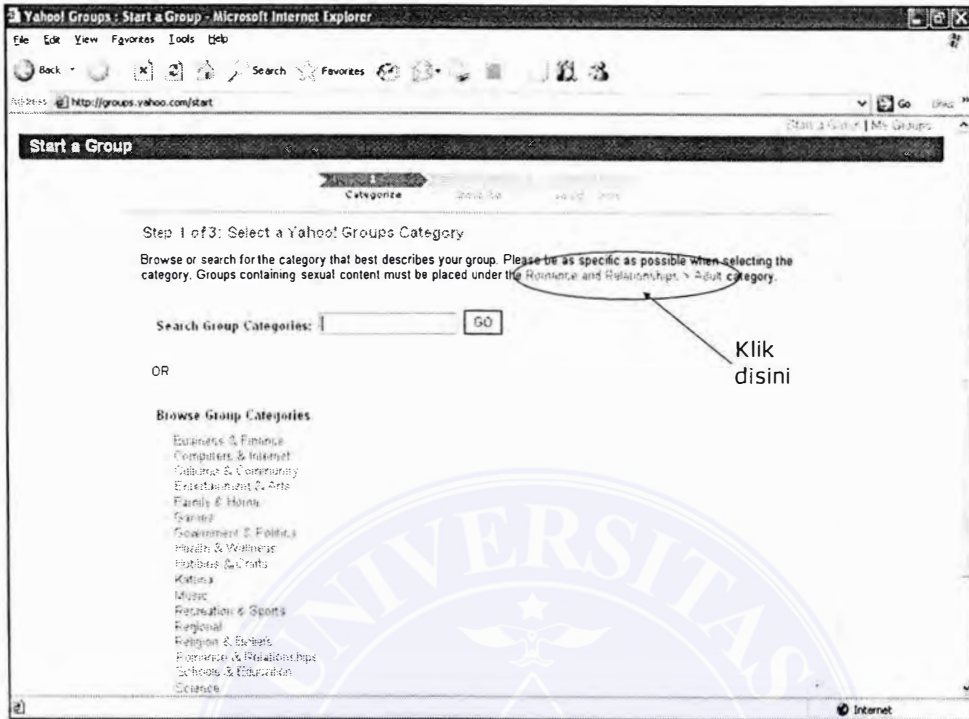 Yahoo! Groups : Start a Group - Microsoft Internet Explorer
File Edit View Favorites Tools Help
Back Search Favorites
Address http://groups.yahoo.com/start Go Links
Start a Group | My Groups
Start a Group
1
Categorize
Step 1 of 3: Select a Yahoo! Groups Category
Browse or search for the category that best describes your group. Please be as specific as possible when selecting the
category. Groups containing sexual content must be placed under the Romance and Relationships > Adult category.
Search Group Categories: GO
Klik
disini
OR
Browse Group Categories
Business & Finance
Computers & Internet
Cultures & Community
Entertainment & Arts
Family & Home
Games
Government & Politics
Health & Wellness
Hobbies & Crafts
Katrina
Music
Recreation & Sports
Regional
Religion & Beliefs
Romance & Relationships
Schools & Education
Science
Internet
UNIVERSITAS